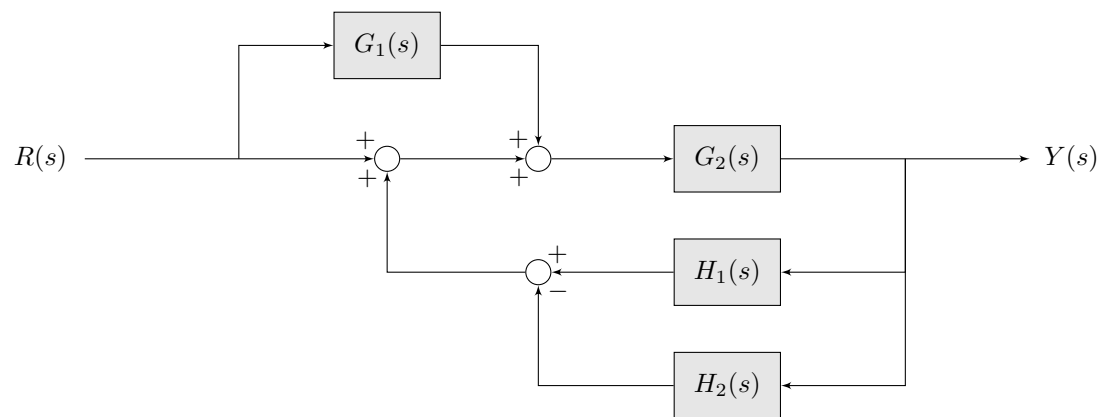 G₁(s)
R(s)
+
+
+
+
G₂(s)
Y(s)
+
−
H₁(s)
H₂(s)